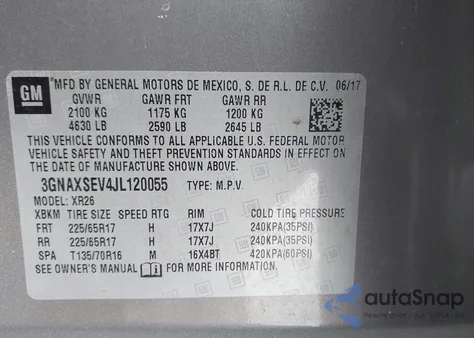 GM
*MFD BY GENERAL MOTORS DE MEXICO, S. DE R.L. DE C.V. 06/17
GVWR GAWR FRT GAWR RR
2100 KG 1175 KG 1200 KG
4630 LB 2590 LB 2645 LB
THIS VEHICLE CONFORMS TO ALL APPLICABLE U.S. FEDERAL MOTOR
VEHICLE SAFETY AND THEFT PREVENTION STANDARDS IN EFFECT ON
THE DATE OF MANUFACTURE SHOWN ABOVE.
3GNAXSEV4JL120055 TYPE: M.P.V.
MODEL: XR26
XBKM TIRE SIZE SPEED RTG RIM COLD TIRE PRESSURE
FRT 225/65R17 H 17X7J 240KPA(35PSI)
RR 225/65R17 H 17X7J 240KPA(35PSI)
SPA T135/70R16 M 16X4BT 420KPA(60PSI)
SEE OWNER'S MANUAL FOR MORE INFORMATION.
autoSnap